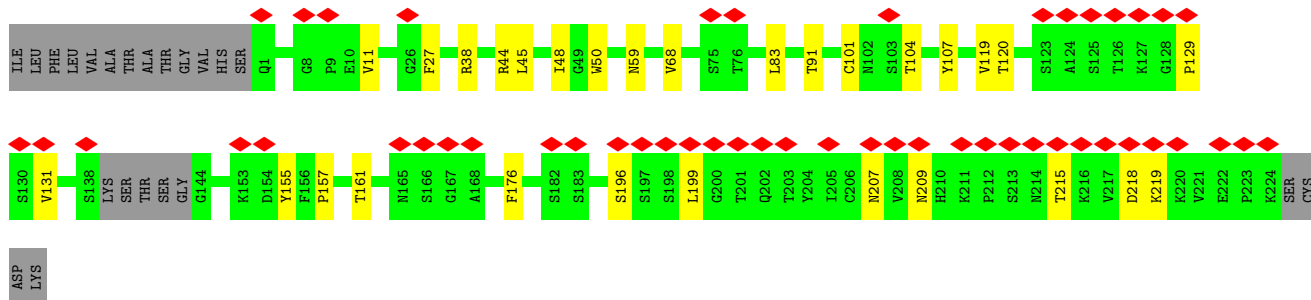 ILE LEU PHE LEU VAL ALA THR ALA THR GLY VAL HIS SER Q1 G8 P9 E10 V11 G26 F27 R38 R44 L45 I48 G49 W50 N59 V68 S75 T76 L83 T91 C101 N102 S103 T104 Y107 V119 T120 S123 A124 S125 T126 K127 G128 P129
S130 V131 S138 LYS SER THR SER GLY G144 K153 D154 Y155 F156 P157 T161 N165 S166 G167 A168 F176 S182 S183 S196 S197 S198 L199 G200 T201 Q202 T203 Y204 I205 C206 N207 V208 N209 H210 K211 P212 S213 N214 T215 K216 V217 D218 K219 K220 V221 E222 P223 K224 SER CYS
ASP LYS